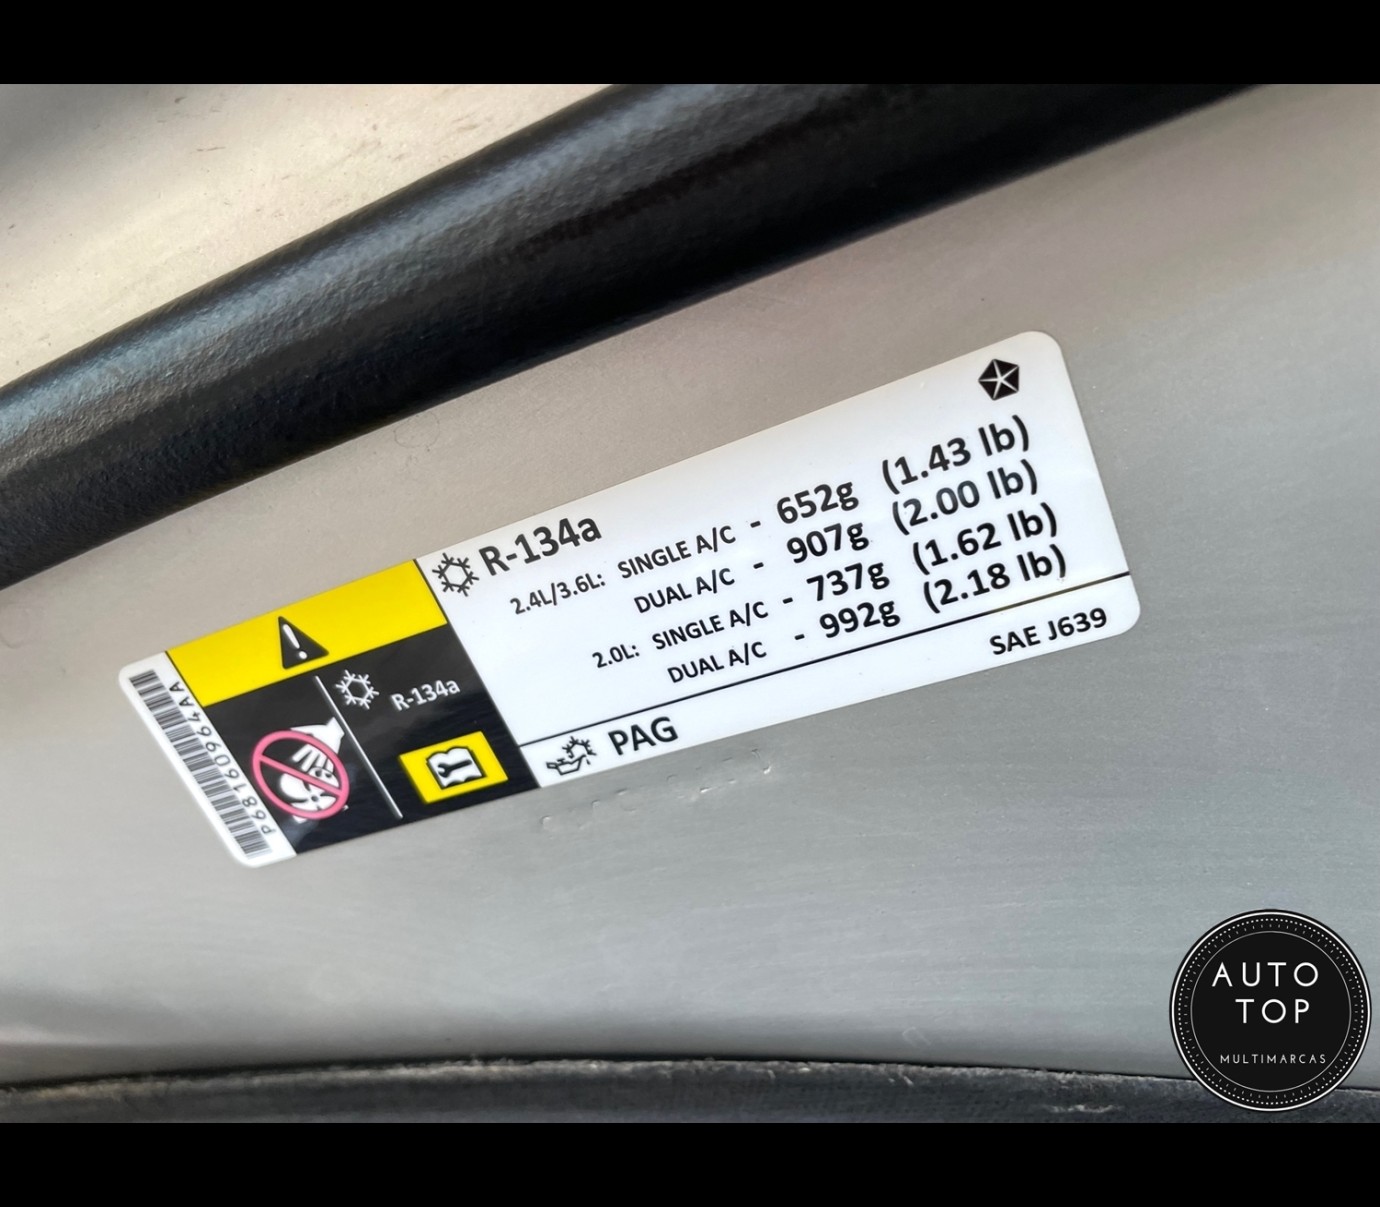 R-134a
2.4L/3.6L: SINGLE A/C - 652g (1.43 lb)
DUAL A/C - 907g (2.00 lb)
2.0L: SINGLE A/C - 737g (1.62 lb)
DUAL A/C - 992g (2.18 lb)
PAG
SAE J639
R-134a
P68160964AA
AUTO
TOP
MULTIMARCAS